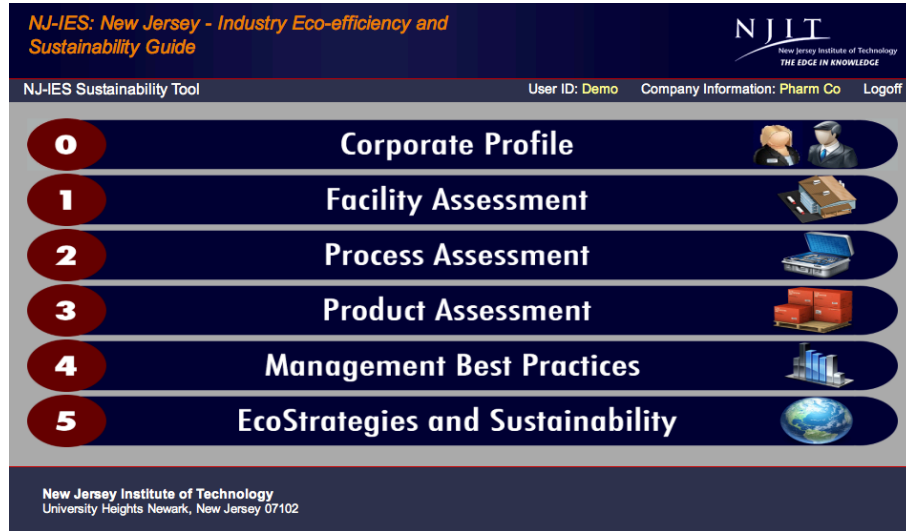 NJ-IES: New Jersey - Industry Eco-efficiency and
Sustainability Guide
NJIT
New Jersey Institute of Technology
THE EDGE IN KNOWLEDGE
NJ-IES Sustainability Tool User ID: Demo Company Information: Pharm Co Logoff
0 Corporate Profile
1 Facility Assessment
2 Process Assessment
3 Product Assessment
4 Management Best Practices
5 EcoStrategies and Sustainability
New Jersey Institute of Technology
University Heights Newark, New Jersey 07102